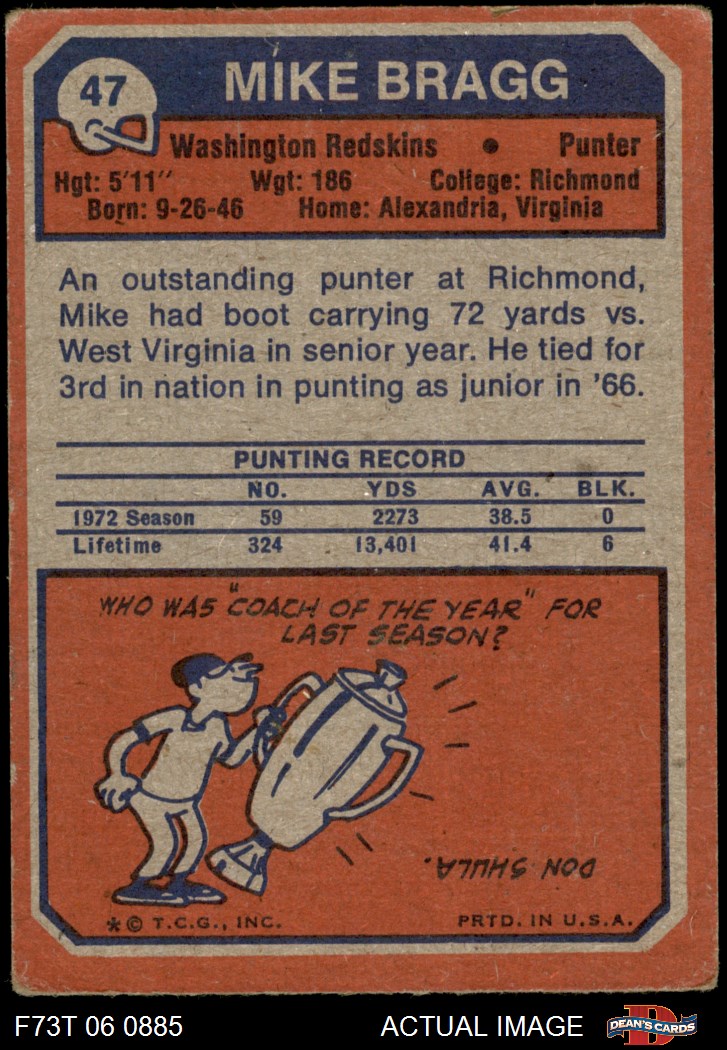 47
MIKE BRAGG
Washington Redskins • Punter
Hgt: 5'11" Wgt: 186 College: Richmond
Born: 9-26-46 Home: Alexandria, Virginia
An outstanding punter at Richmond,
Mike had boot carrying 72 yards vs.
West Virginia in senior year. He tied for
3rd in nation in punting as junior in '66.
PUNTING RECORD
NO. YDS AVG. BLK.
1972 Season 59 2273 38.5 0
Lifetime 324 13,401 41.4 6
WHO WAS "COACH OF THE YEAR" FOR
LAST SEASON?
DON SHULA.
* © T.C.G., INC. PRTD. IN U.S.A.
F73T 06 0885 ACTUAL IMAGE D DEAN'S CARDS